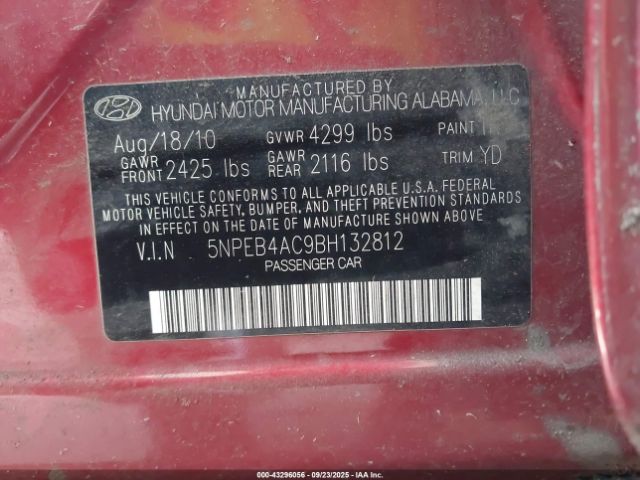 MANUFACTURED BY
HYUNDAI MOTOR MANUFACTURING ALABAMA, LLC
Aug/18/10 GVWR 4299 lbs PAINT
GAWR FRONT 2425 lbs GAWR REAR 2116 lbs TRIM YD
THIS VEHICLE CONFORMS TO ALL APPLICABLE U.S.A. FEDERAL
MOTOR VEHICLE SAFETY, BUMPER, AND THEFT PREVENTION STANDARDS
IN EFFECT ON THE DATE OF MANUFACTURE SHOWN ABOVE
V.I.N 5NPEB4AC9BH132812
PASSENGER CAR
000-43296056 - 09/23/2025 - IAAI.COM